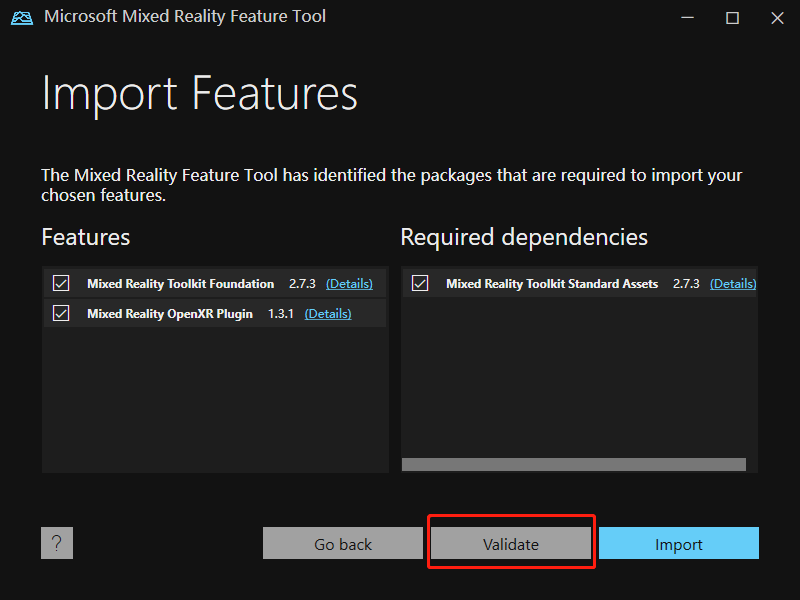 Microsoft Mixed Reality Feature Tool
Import Features
The Mixed Reality Feature Tool has identified the packages that are required to import your
chosen features.
Features
Mixed Reality Toolkit Foundation 2.7.3 (Details)
Mixed Reality OpenXR Plugin 1.3.1 (Details)
Required dependencies
Mixed Reality Toolkit Standard Assets 2.7.3 (Details)
?
Go back
Validate
Import